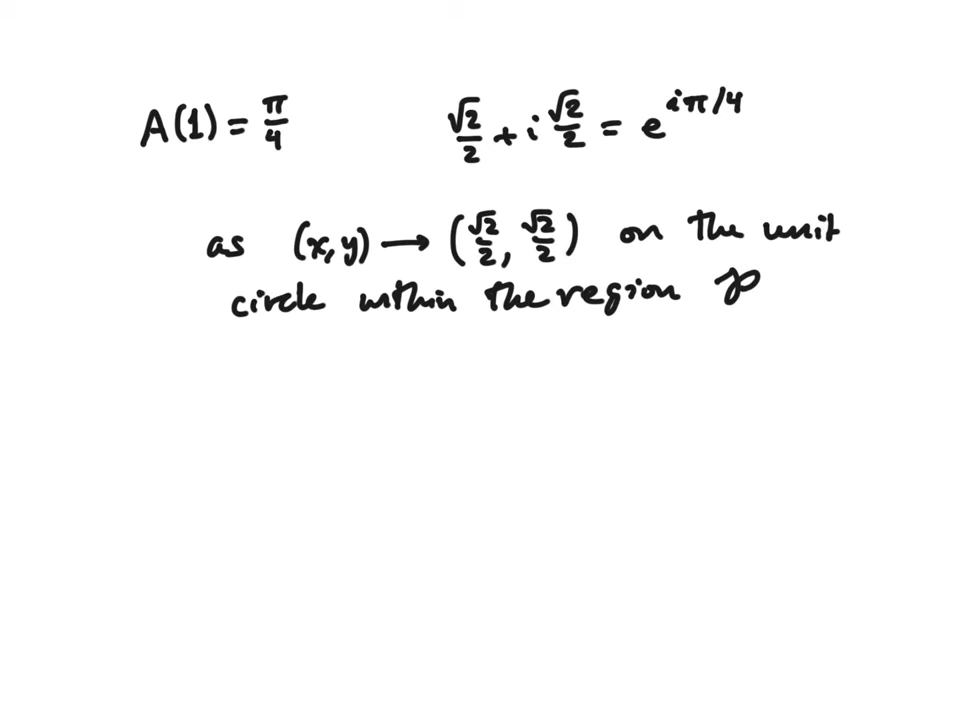 A(1) = π/4    √2/2 + i √2/2 = e^{iπ/4}
as (x,y) → (√2/2, √2/2) on the unit
circle within the region ℘